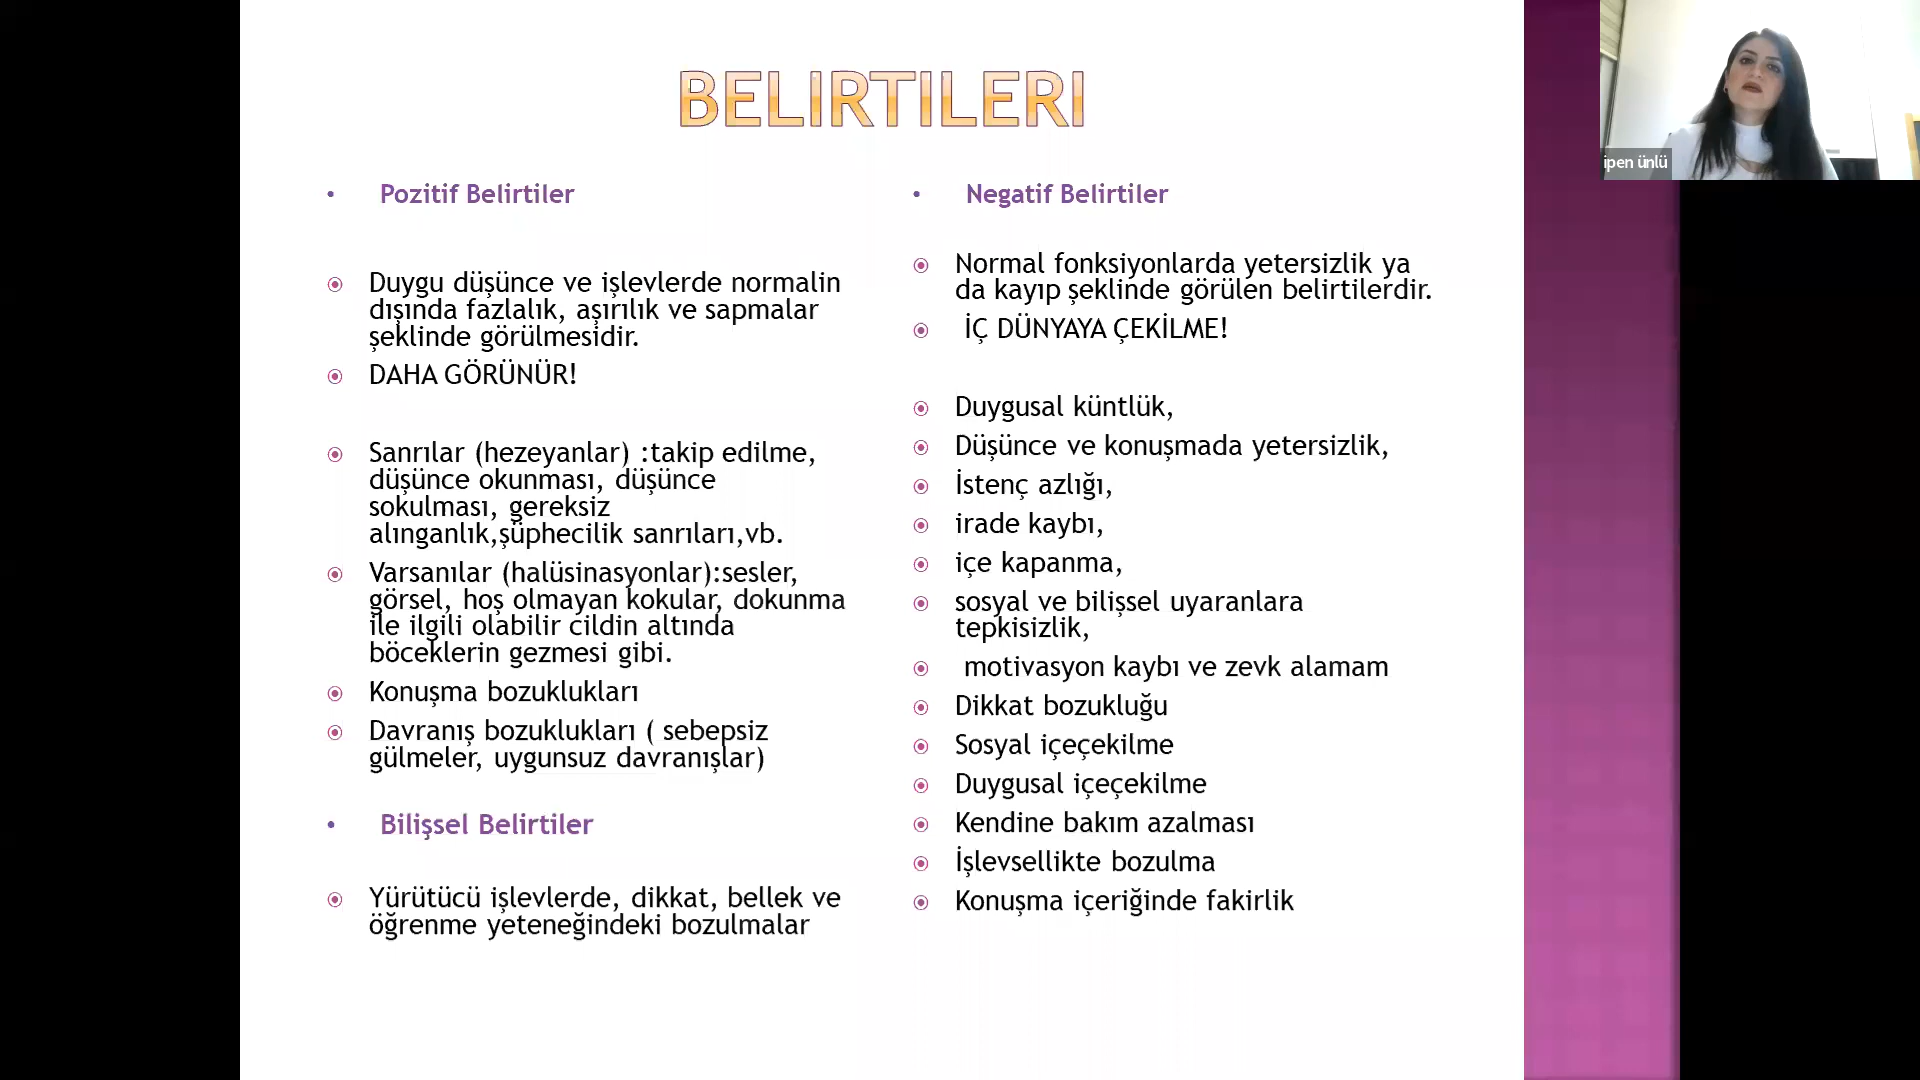 BELIRTILERI
Pozitif Belirtiler
Duygu düşünce ve işlevlerde normalin
dışında fazlalık, aşırılık ve sapmalar
şeklinde görülmesidir.
DAHA GÖRÜNÜR!
Sanrılar (hezeyanlar) :takip edilme,
düşünce okunması, düşünce
sokulması, gereksiz
alınganlık,şüphecilik sanrıları,vb.
Varsanılar (halüsinasyonlar):sesler,
görsel, hoş olmayan kokular, dokunma
ile ilgili olabilir cildin altında
böceklerin gezmesi gibi.
Konuşma bozuklukları
Davranış bozuklukları ( sebepsiz
gülmeler, uygunsuz davranışlar)
Bilişsel Belirtiler
Yürütücü işlevlerde, dikkat, bellek ve
öğrenme yeteneğindeki bozulmalar
Negatif Belirtiler
Normal fonksiyonlarda yetersizlik ya
da kayıp şeklinde görülen belirtilerdir.
İÇ DÜNYAYA ÇEKİLME!
Duygusal küntlük,
Düşünce ve konuşmada yetersizlik,
İstenç azlığı,
irade kaybı,
içe kapanma,
sosyal ve bilişsel uyaranlara
tepkisizlik,
motivasyon kaybı ve zevk alamam
Dikkat bozukluğu
Sosyal içeçekilme
Duygusal içeçekilme
Kendine bakım azalması
İşlevsellikte bozulma
Konuşma içeriğinde fakirlik
ipen ünlü